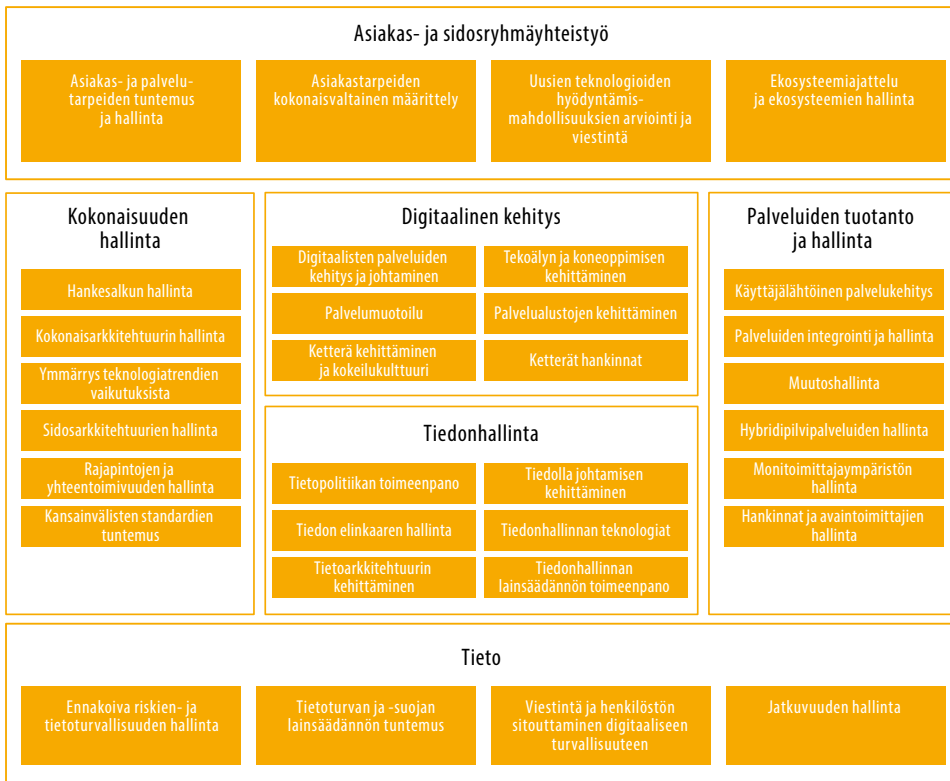 Asiakas- ja sidosryhmäyhteistyö
Asiakas- ja palvelu-
tarpeiden tuntemus
ja hallinta
Asiakastarpeiden
kokonaisvaltainen määrittely
Uusien teknologioiden
hyödyntämis-
mahdollisuuksien arviointi ja
viestintä
Ekosysteemiajattelu
ja ekosysteemien hallinta
Kokonaisuuden
hallinta
Hankesalkun hallinta
Kokonaisarkkitehtuurin hallinta
Ymmärrys teknologiatrendien
vaikutuksista
Sidosarkkitehtuurien hallinta
Rajapintojen ja
yhteentoimivuuden hallinta
Kansainvälisten standardien
tuntemus
Digitaalinen kehitys
Digitaalisten palveluiden
kehitys ja johtaminen
Tekoälyn ja koneoppimisen
kehittäminen
Palvelumuotoilu
Palvelualustojen kehittäminen
Ketterä kehittäminen
ja kokeilukulttuuri
Ketterät hankinnat
Tiedonhallinta
Tietopolitiikan toimeenpano
Tiedolla johtamisen
kehittäminen
Tiedon elinkaaren hallinta
Tiedonhallinnan teknologiat
Tietoarkkitehtuurin
kehittäminen
Tiedonhallinnan
lainsäädännön toimeenpano
Palveluiden tuotanto
ja hallinta
Käyttäjälähtöinen palvelukehitys
Palveluiden integrointi ja hallinta
Muutoshallinta
Hybridipilvipalveluiden hallinta
Monitoimittajaympäristön
hallinta
Hankinnat ja avaintoimittajien
hallinta
Tieto
Ennakoiva riskien- ja
tietoturvallisuuden hallinta
Tietoturvan ja -suojan
lainsäädännön tuntemus
Viestintä ja henkilöstön
sitouttaminen digitaaliseen
turvallisuuteen
Jatkuvuuden hallinta